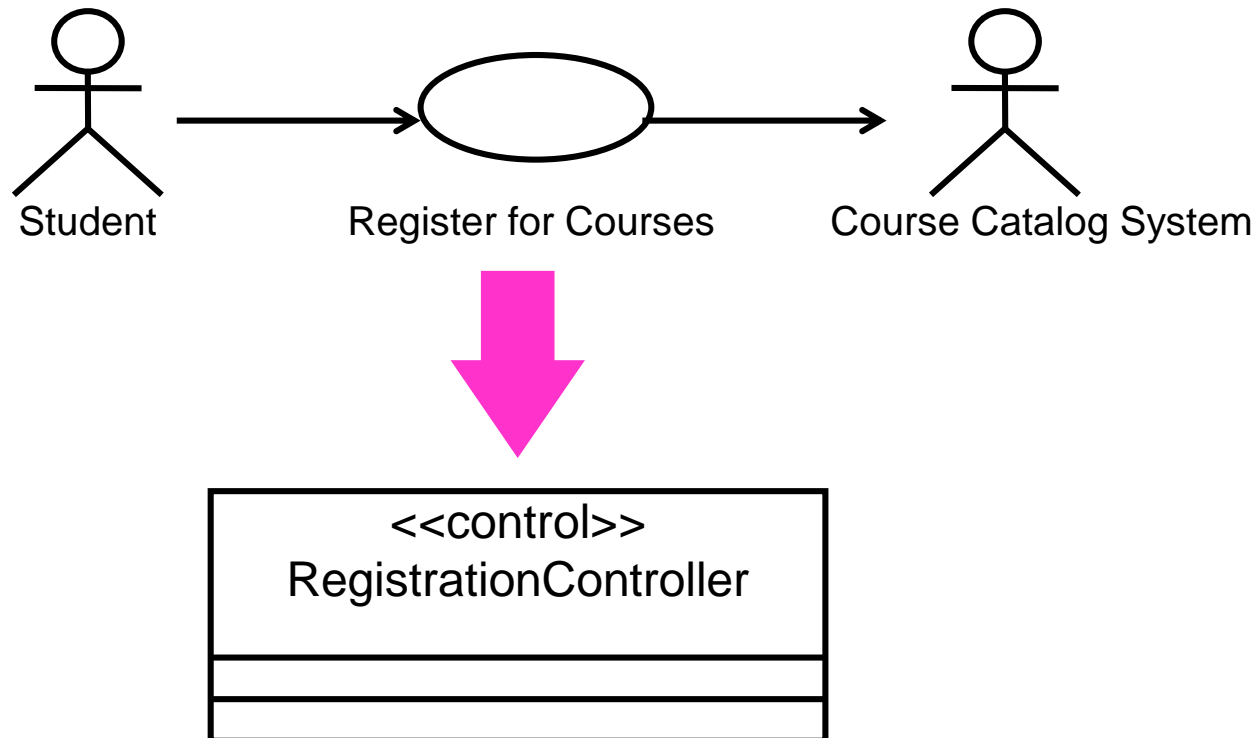 Student
Register for Courses
Course Catalog System
<<control>>
RegistrationController